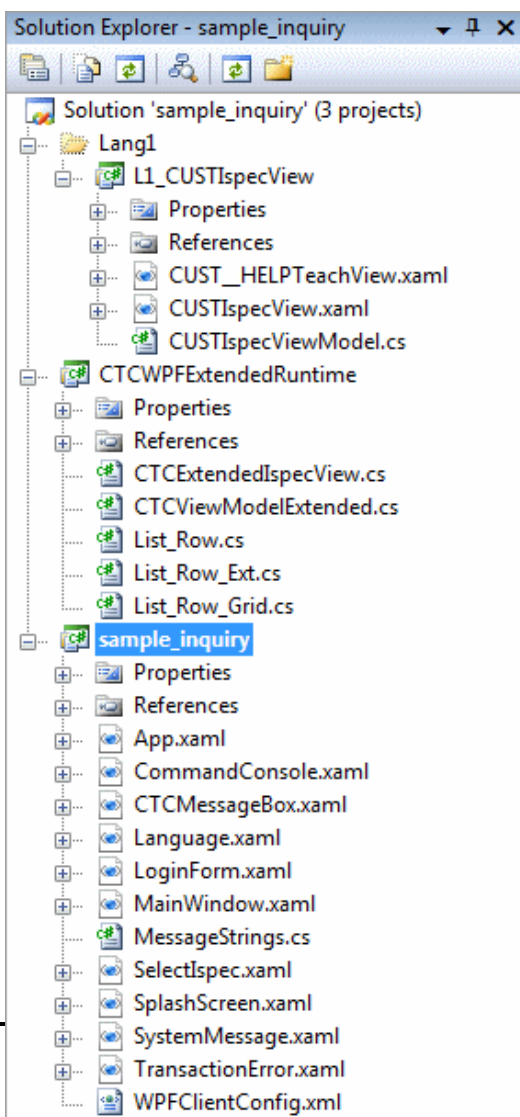 Solution Explorer - sample_inquiry
Solution 'sample_inquiry' (3 projects)
Lang1
L1_CUSTIspecView
Properties
References
CUST__HELPTeachView.xaml
CUSTIspecView.xaml
CUSTIspecViewModel.cs
CTCWPFExtendedRuntime
Properties
References
CTCExtendedIspecView.cs
CTCViewModelExtended.cs
List_Row.cs
List_Row_Ext.cs
List_Row_Grid.cs
sample_inquiry
Properties
References
App.xaml
CommandConsole.xaml
CTCMessageBox.xaml
Language.xaml
LoginForm.xaml
MainWindow.xaml
MessageStrings.cs
SelectIspec.xaml
SplashScreen.xaml
SystemMessage.xaml
TransactionError.xaml
WPFClientConfig.xml